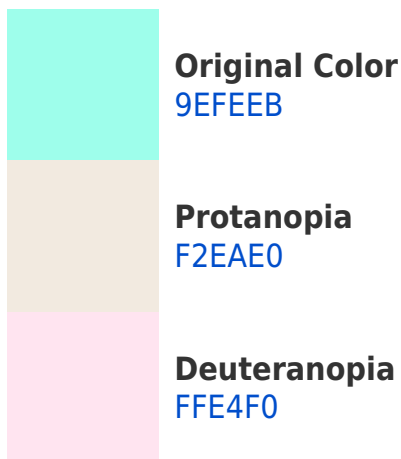 Original Color
9EFEEB
Protanopia
F2EAE0
Deuteranopia
FFE4F0